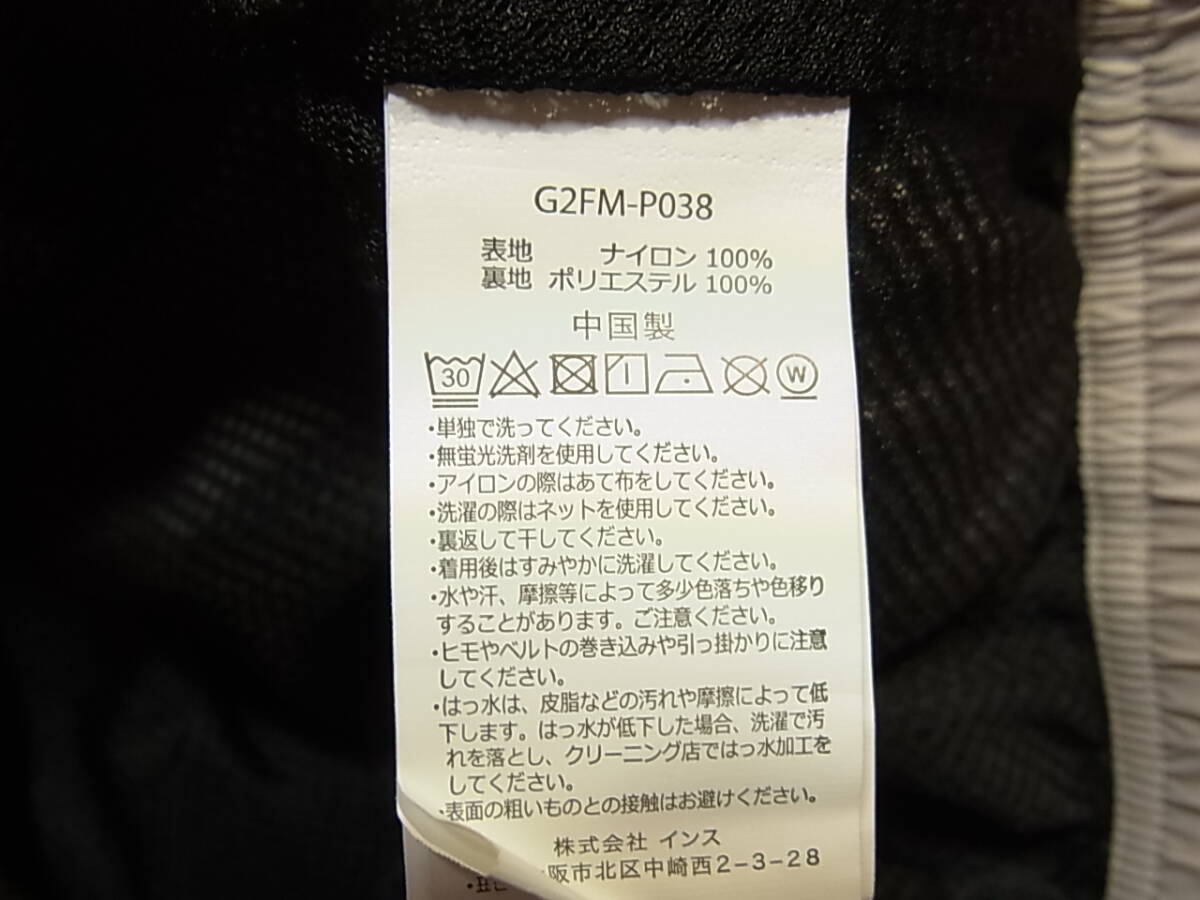 G2FM-P038
表地 ナイロン 100%
裏地 ポリエステル 100%
中国製
30 W
・単独で洗ってください。
・無蛍光洗剤を使用してください。
・アイロンの際はあて布をしてください。
・洗濯の際はネットを使用してください。
・裏返して干してください。
・着用後はすみやかに洗濯してください。
・水や汗、摩擦等によって多少色落ちや色移り
することがあります。ご注意ください。
・ヒモやベルトの巻き込みや引っ掛かりに注意
してください。
・はっ水は、皮脂などの汚れや摩擦によって低
下します。はっ水が低下した場合、洗濯で汚
れを落とし、クリーニング店ではっ水加工を
してください。
・表面の粗いものとの接触はお避けください。
株式会社 インス
阪市北区中崎西2-3-28